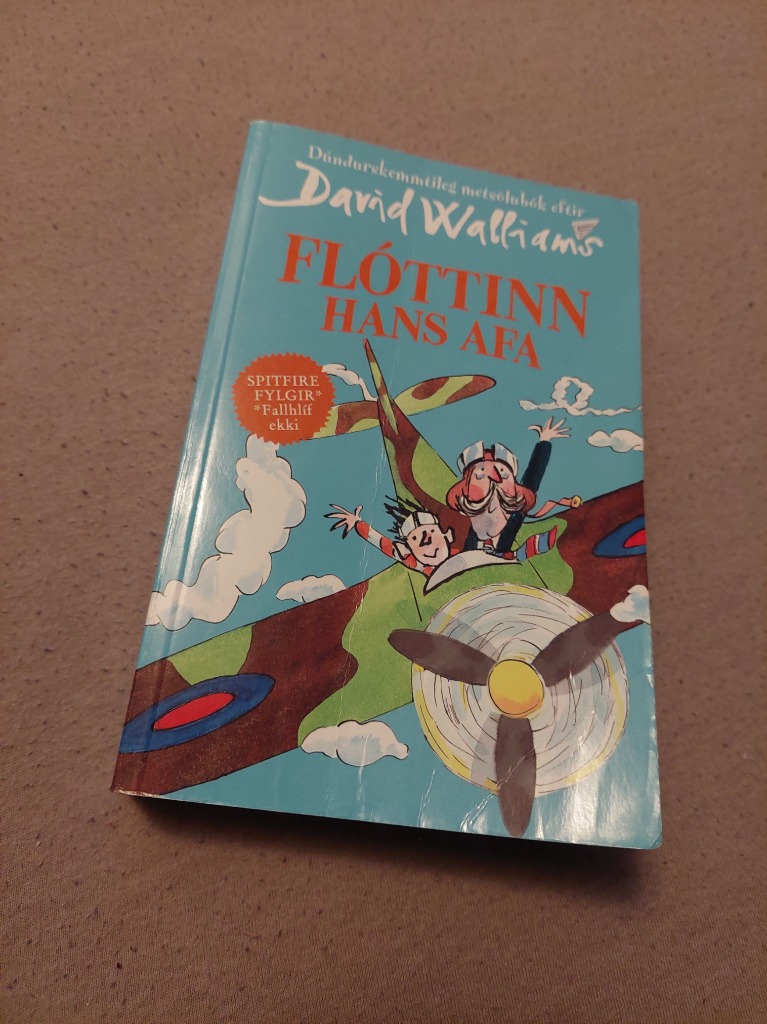 Dúndurskemmtileg metsölubók eftir
David Walliams
FLÓTTINN
HANS AFA
SPITFIRE
FYLGIR*
*Fallhlíf
ekki